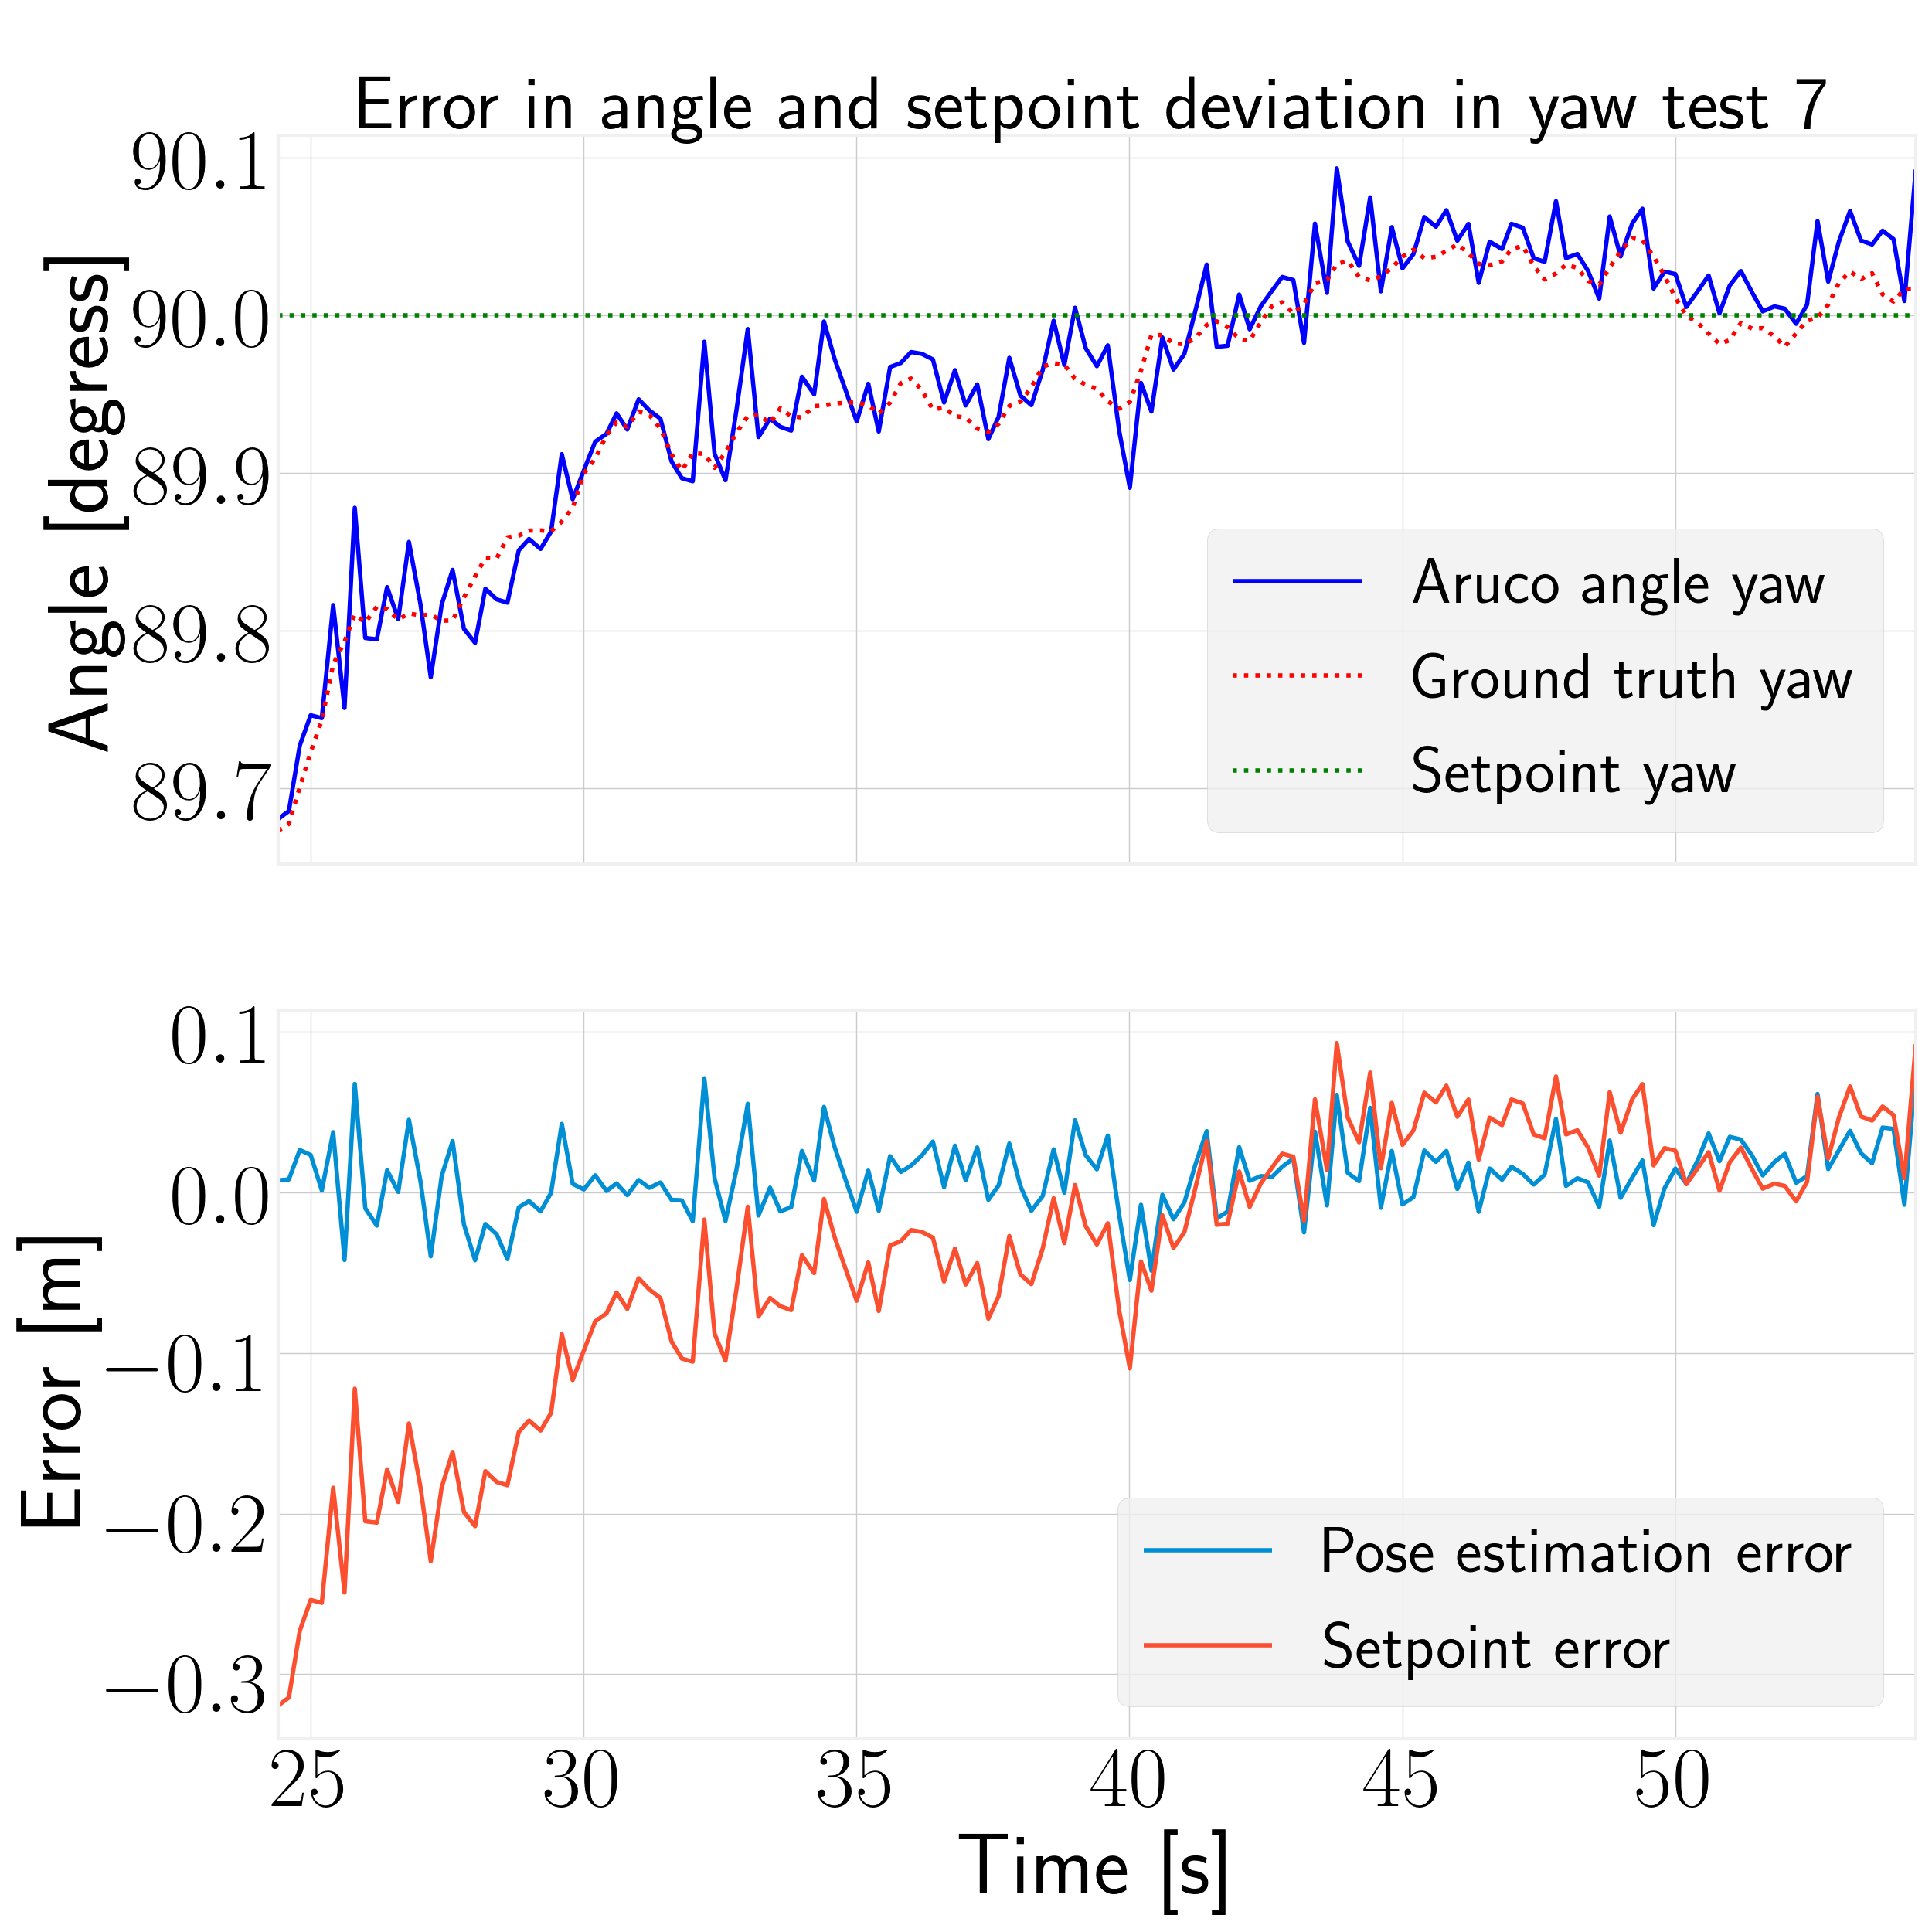 Error in angle and setpoint deviation in yaw test 7
Angle [degress]
90.1
90.0
89.9
89.8
89.7
Aruco angle yaw
Ground truth yaw
Setpoint yaw
Error [m]
0.1
0.0
−0.1
−0.2
−0.3
Pose estimation error
Setpoint error
25 30 35 40 45 50
Time [s]